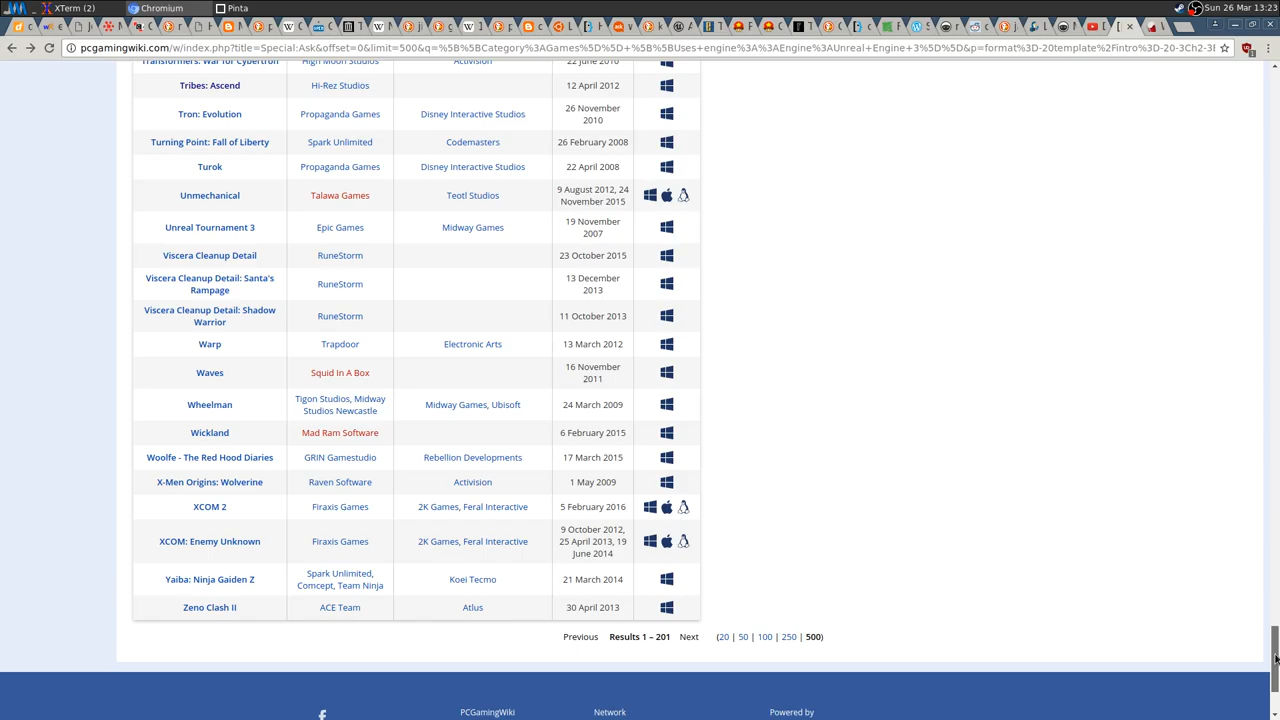 XTerm (2) Chromium Pinta Sun 26 Mar 13:23
pcgamingwiki.com/w/index.php?title=Special:Ask&offset=0&limit=500&q=%5B%5BCategory%3AGames%5D%5D+%5B%5BUses+engine%3A%3AEngine%3AUnreal+Engine+3%5D%5D&p=format%3D-20template%2Fintro%3D-20-3Ch2-3E
Transformers: War for Cybertron High Moon Studios Activision 22 June 2010
Tribes: Ascend Hi-Rez Studios 12 April 2012
Tron: Evolution Propaganda Games Disney Interactive Studios 26 November
2010
Turning Point: Fall of Liberty Spark Unlimited Codemasters 26 February 2008
Turok Propaganda Games Disney Interactive Studios 22 April 2008
Unmechanical Talawa Games Teotl Studios 9 August 2012, 24
November 2015
Unreal Tournament 3 Epic Games Midway Games 19 November
2007
Viscera Cleanup Detail RuneStorm 23 October 2015
Viscera Cleanup Detail: Santa's
Rampage RuneStorm 13 December
2013
Viscera Cleanup Detail: Shadow
Warrior RuneStorm 11 October 2013
Warp Trapdoor Electronic Arts 13 March 2012
Waves Squid In A Box 16 November
2011
Wheelman Tigon Studios, Midway
Studios Newcastle Midway Games, Ubisoft 24 March 2009
Wickland Mad Ram Software 6 February 2015
Woolfe - The Red Hood Diaries GRIN Gamestudio Rebellion Developments 17 March 2015
X-Men Origins: Wolverine Raven Software Activision 1 May 2009
XCOM 2 Firaxis Games 2K Games, Feral Interactive 5 February 2016
XCOM: Enemy Unknown Firaxis Games 2K Games, Feral Interactive 9 October 2012,
25 April 2013, 19
June 2014
Yaiba: Ninja Gaiden Z Spark Unlimited,
Comcept, Team Ninja Koei Tecmo 21 March 2014
Zeno Clash II ACE Team Atlus 30 April 2013
Previous Results 1 – 201 Next (20 | 50 | 100 | 250 | 500)
PCGamingWiki Network Powered by